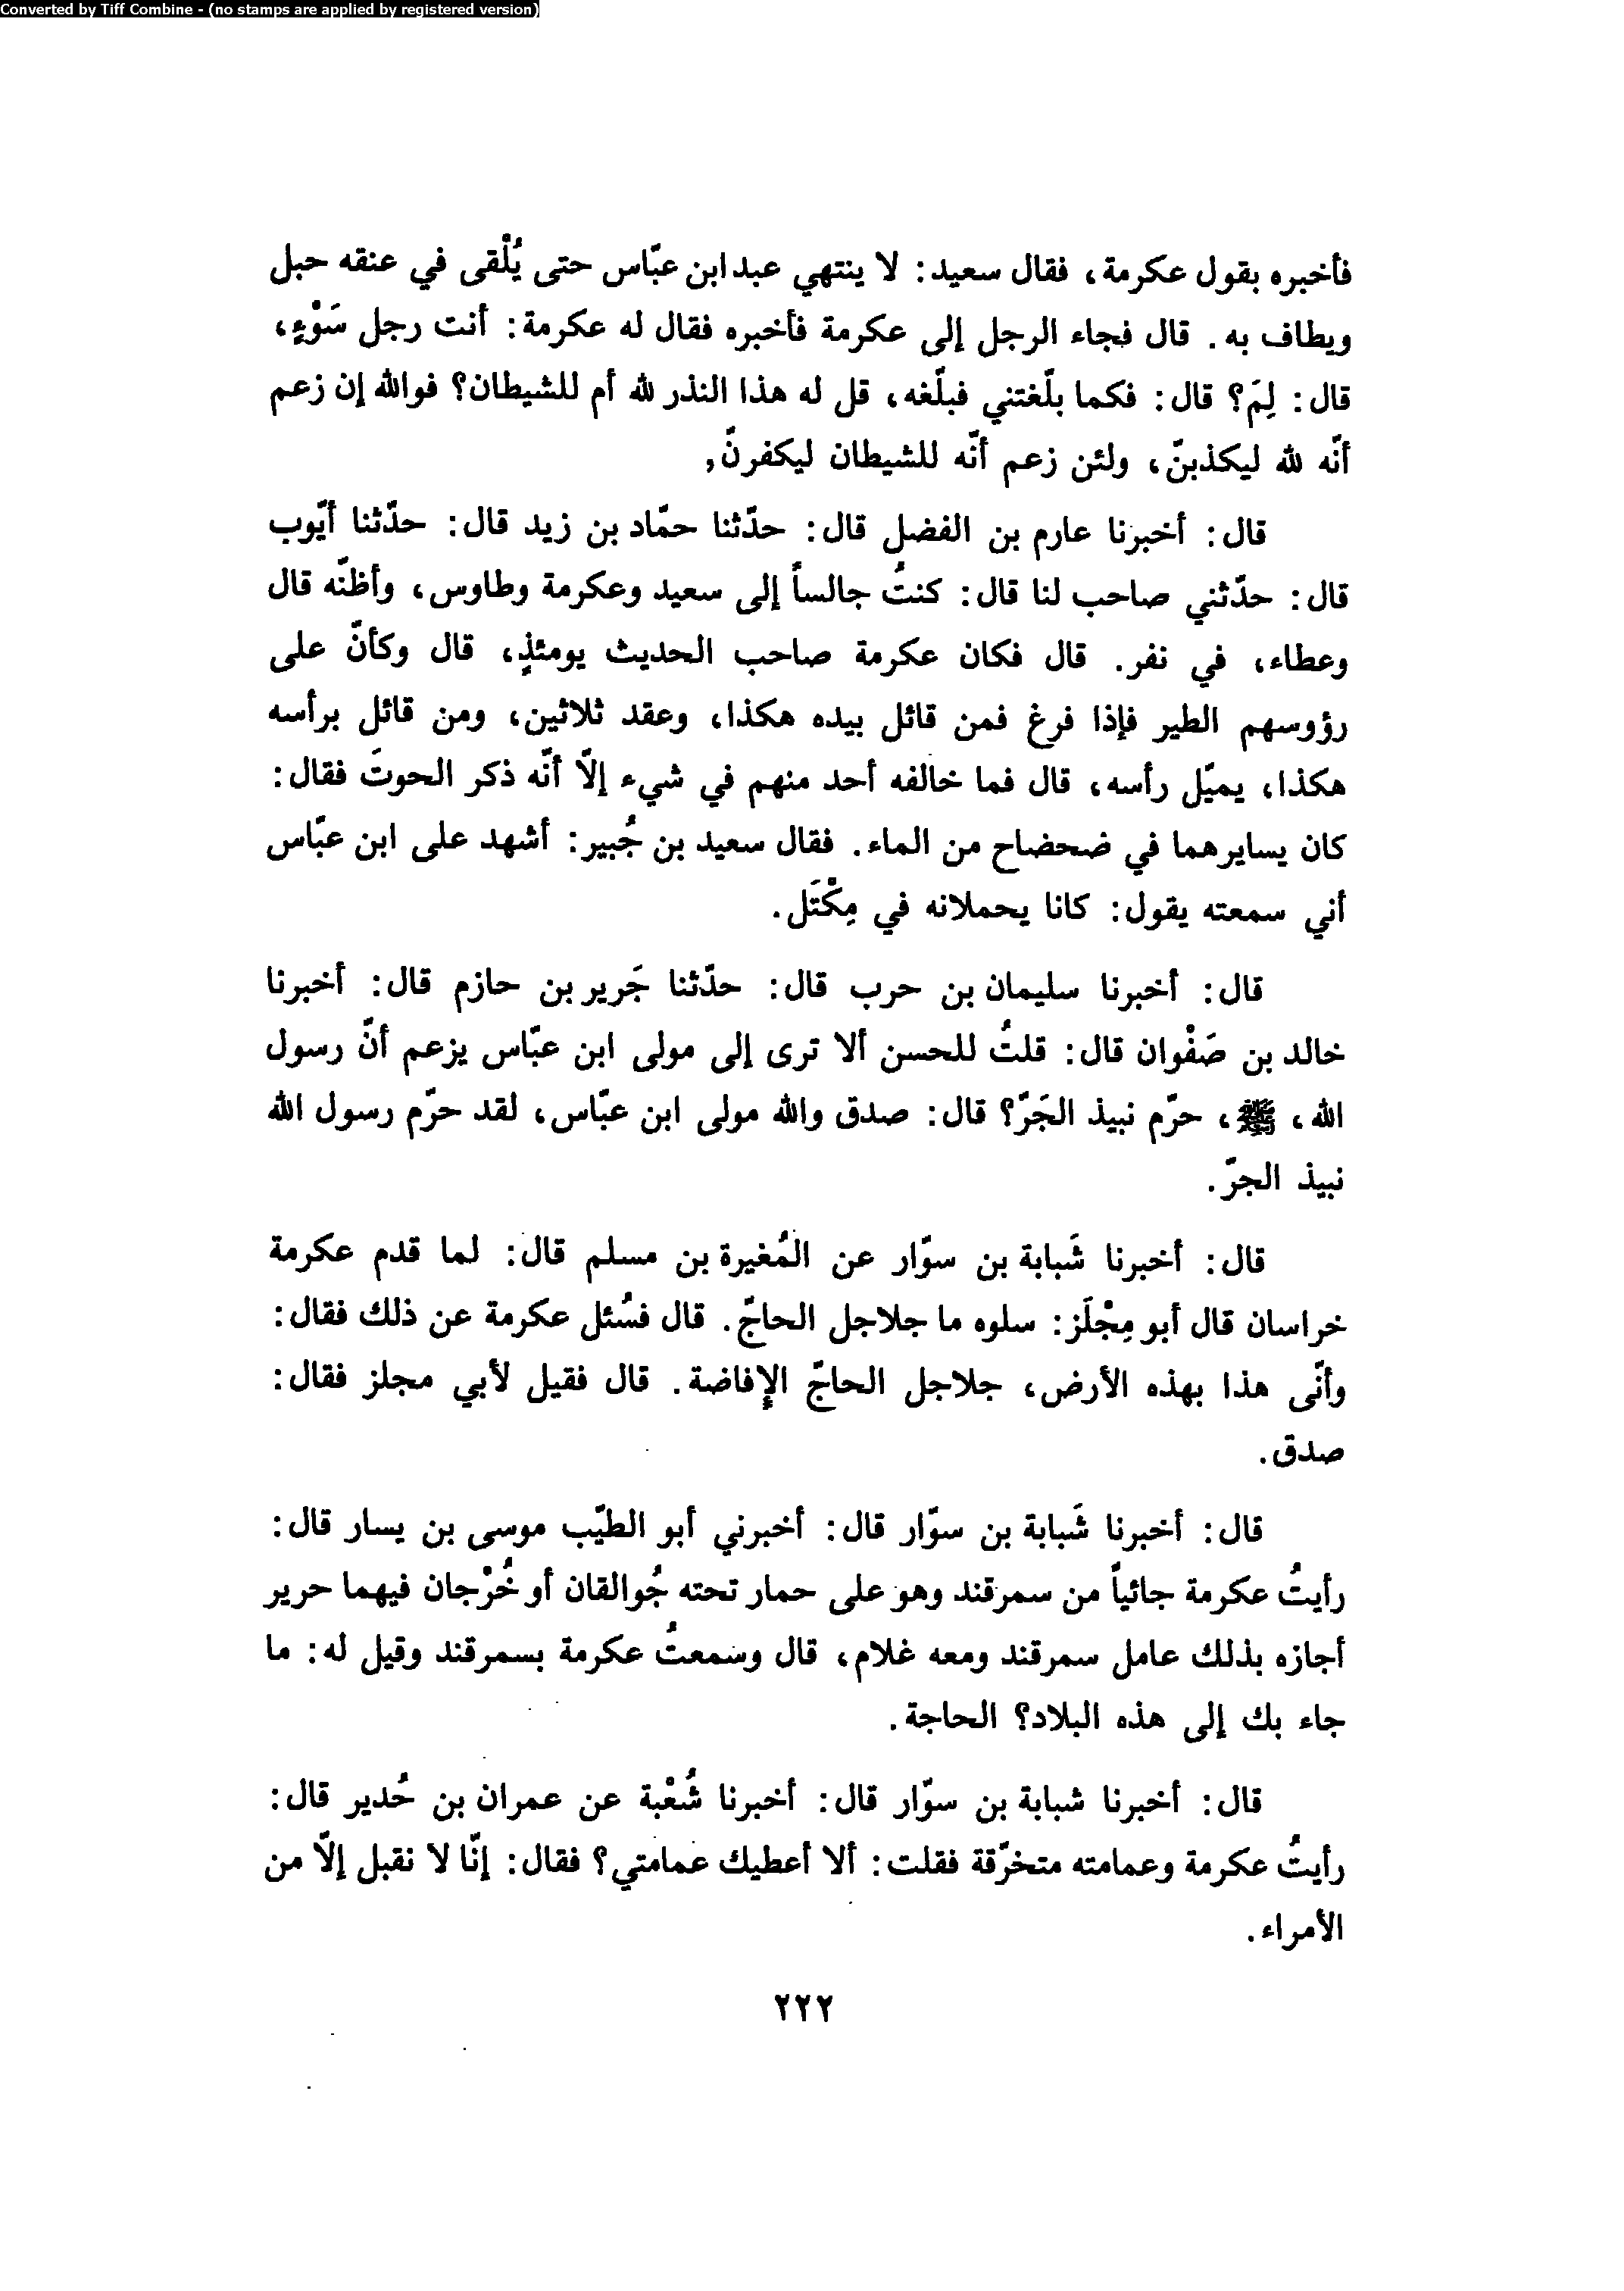 Converted by Tiff Combine - (no stamps are applied by registered version)
فأخبره بقول عكرمة، فقال سعيد: لا ينتهي عبد ابن عبّاس حتى يُلْقى في عنقه حبل
ويطاف به. قال فجاء الرجل إلى عكرمة فأخبره فقال له عكرمة: أنت رجل سَوْءٍ،
قال: لِمَ؟ قال: فكما بلّغتني فبلّغه، قل له هذا النذر لله أم للشيطان؟ فوالله إن زعم
أنّه لله ليكذبنّ، ولئن زعم أنّه للشيطان ليكفرنّ,
قال: أخبرنا عارم بن الفضل قال: حدّثنا حمّاد بن زيد قال: حدّثنا أيّوب
قال: حدّثني صاحب لنا قال: كنتُ جالساً إلى سعيد وعكرمة وطاوس، وأظنّه قال
وعطاء، في نفر. قال فكان عكرمة صاحب الحديث يومئذٍ، قال وكأنّ على
رؤوسهم الطير فإذا فرغ فمن قائل بيده هكذا، وعقد ثلاثين، ومن قائل برأسه
هكذا، يميّل رأسه، قال فما خالفه أحد منهم في شيء إلّا أنّه ذكر الحوتَ فقال:
كان يسايرهما في ضحضاح من الماء. فقال سعيد بن جُبير: أشهد على ابن عبّاس
أني سمعته يقول: كانا يحملانه في مِكْتَل.
قال: أخبرنا سليمان بن حرب قال: حدّثنا جَرير بن حازم قال: أخبرنا
خالد بن صَفْوان قال: قلتُ للحسن ألا ترى إلى مولى ابن عبّاس يزعم أنّ رسول
الله، ﷺ، حرّم نبيذ الجَرّ؟ قال: صدق والله مولى ابن عبّاس، لقد حرّم رسول الله
نبيذ الجرّ.
قال: أخبرنا شَبابة بن سوّار عن المُغيرة بن مسلم قال: لما قدم عكرمة
خراسان قال أبو مِجْلَز: سلوه ما جلاجل الحاجّ. قال فسُئل عكرمة عن ذلك فقال:
وأنّى هذا بهذه الأرض، جلاجل الحاجّ الإفاضة. قال فقيل لأبي مجلز فقال:
صدق.
قال: أخبرنا شَبابة بن سوّار قال: أخبرني أبو الطيّب موسى بن يسار قال:
رأيتُ عكرمة جائياً من سمرقند وهو على حمار تحته جُوالقان أو خُرْجان فيهما حرير
أجازه بذلك عامل سمرقند ومعه غلام، قال وسمعتُ عكرمة بسمرقند وقيل له: ما
جاء بك إلى هذه البلاد؟ الحاجة.
قال: أخبرنا شبابة بن سوّار قال: أخبرنا شُعْبة عن عمران بن حُدير قال:
رأيتُ عكرمة وعمامته متخرّقة فقلت: ألا أعطيك عمامتي؟ فقال: إنّا لا نقبل إلّا من
الأمراء.
٢٢٢